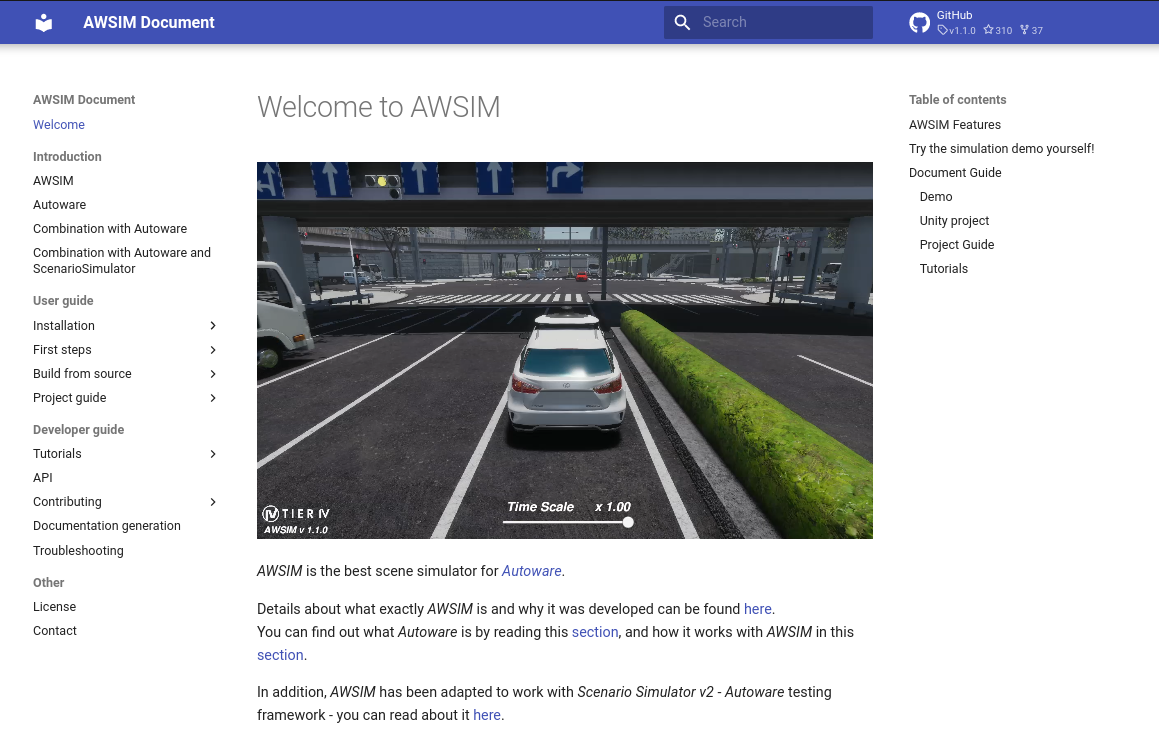 AWSIM Document
Search
GitHub
v1.1.0 310 37
AWSIM Document
Welcome
Introduction
AWSIM
Autoware
Combination with Autoware
Combination with Autoware and
ScenarioSimulator
User guide
Installation
First steps
Build from source
Project guide
Developer guide
Tutorials
API
Contributing
Documentation generation
Troubleshooting
Other
License
Contact
Welcome to AWSIM
Time Scale x 1.00
TIER IV
AWSIM v 1.1.0
AWSIM is the best scene simulator for Autoware.
Details about what exactly AWSIM is and why it was developed can be found here.
You can find out what Autoware is by reading this section, and how it works with AWSIM in this
section.
In addition, AWSIM has been adapted to work with Scenario Simulator v2 - Autoware testing
framework - you can read about it here.
Table of contents
AWSIM Features
Try the simulation demo yourself!
Document Guide
Demo
Unity project
Project Guide
Tutorials